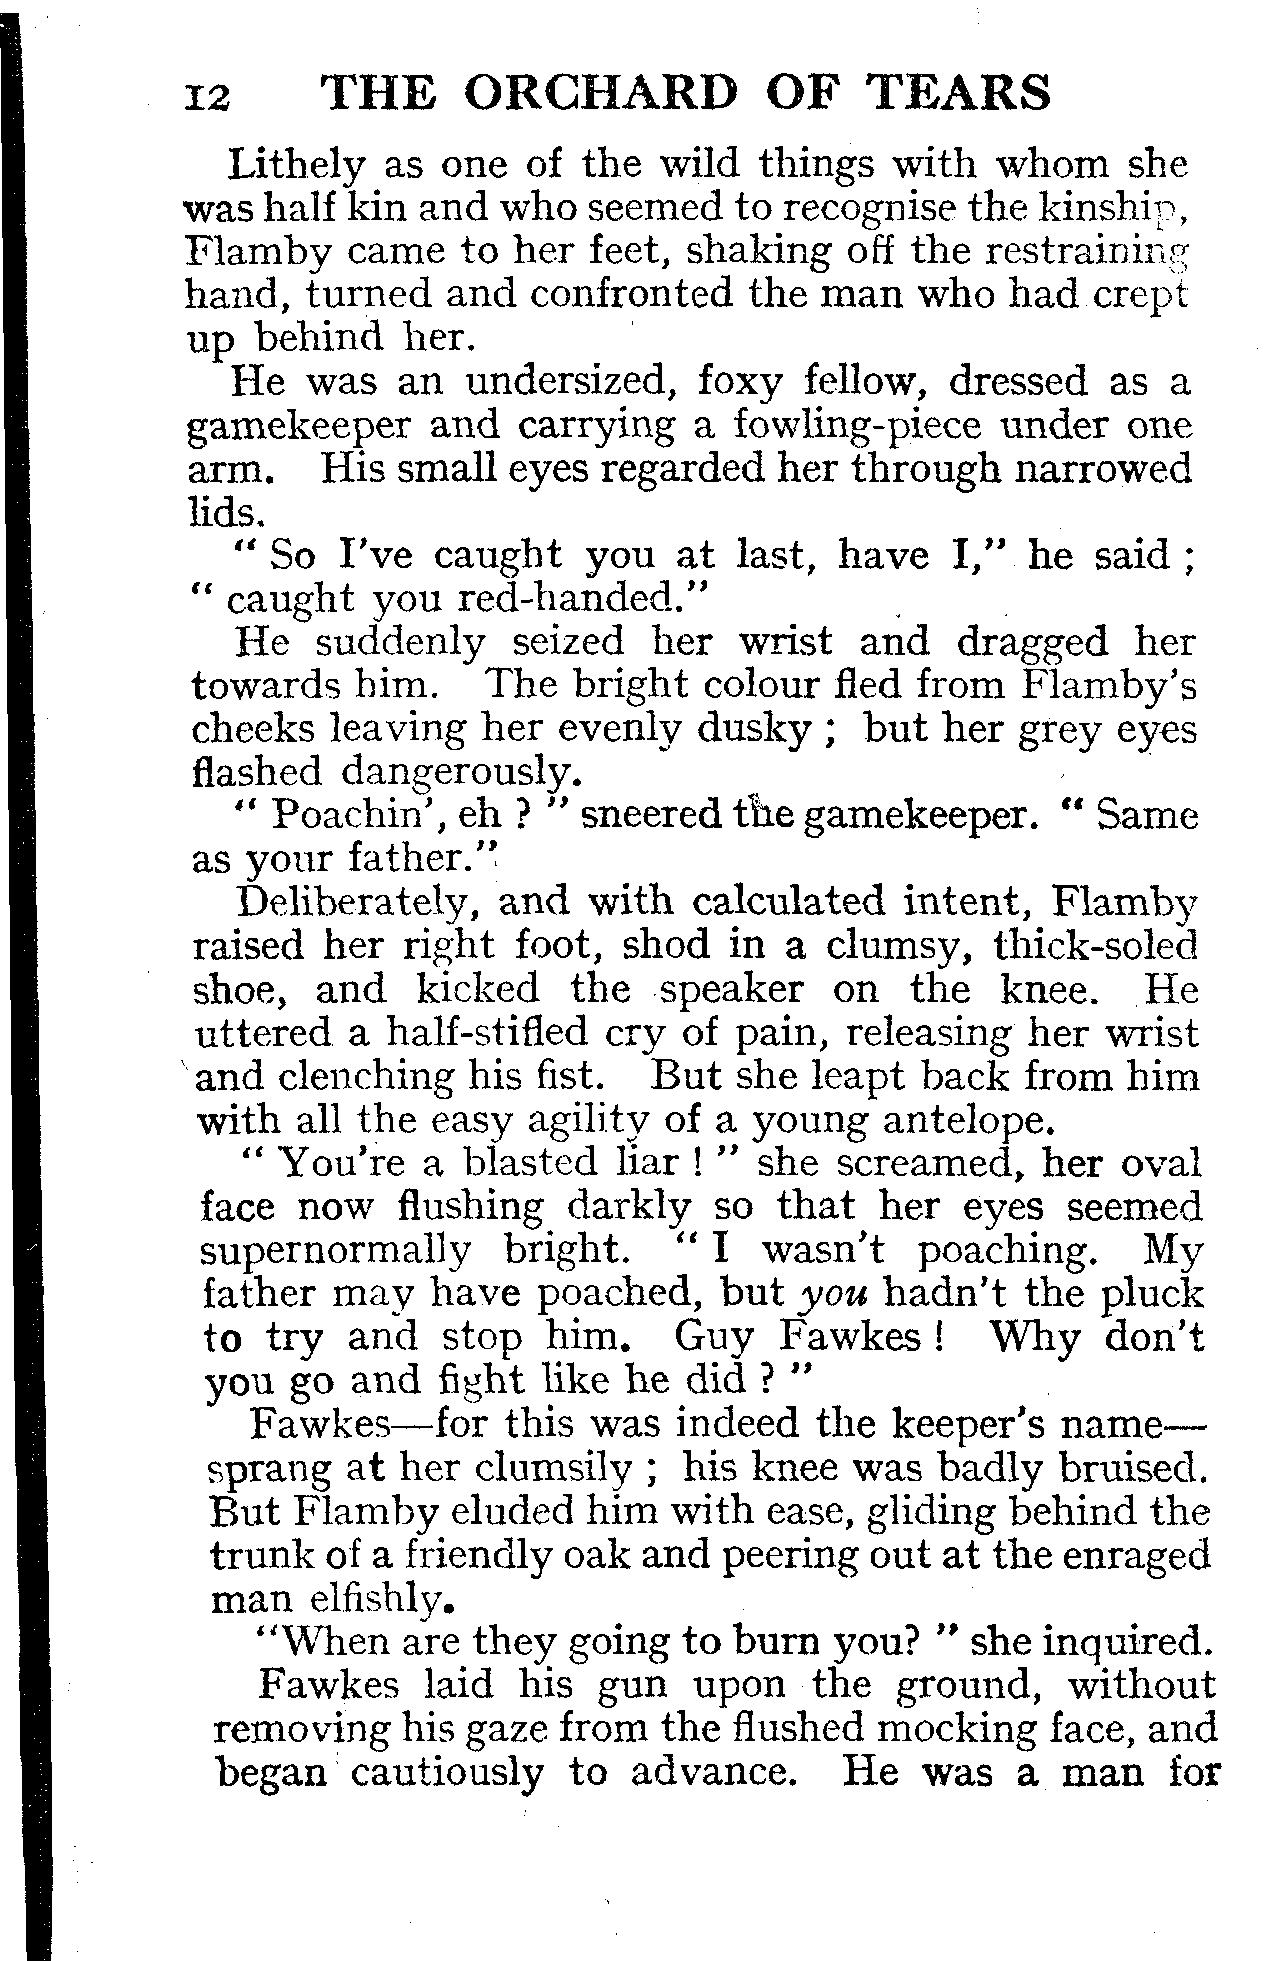 12 THE ORCHARD OF TEARS
Lithely as one of the wild things with whom she
was half kin and who seemed to recognise the kinship,
Flamby came to her feet, shaking off the restraining
hand, turned and confronted the man who had crept
up behind her.
He was an undersized, foxy fellow, dressed as a
gamekeeper and carrying a fowling-piece under one
arm. His small eyes regarded her through narrowed
lids.
“ So I’ve caught you at last, have I,” he said ;
“ caught you red-handed.”
He suddenly seized her wrist and dragged her
towards him. The bright colour fled from Flamby’s
cheeks leaving her evenly dusky ; but her grey eyes
flashed dangerously.
“ Poachin’, eh ? ” sneered the gamekeeper. “ Same
as your father.”
Deliberately, and with calculated intent, Flamby
raised her right foot, shod in a clumsy, thick-soled
shoe, and kicked the speaker on the knee. He
uttered a half-stifled cry of pain, releasing her wrist
and clenching his fist. But she leapt back from him
with all the easy agility of a young antelope.
“ You’re a blasted liar ! ” she screamed, her oval
face now flushing darkly so that her eyes seemed
supernormally bright. “ I wasn’t poaching. My
father may have poached, but you hadn’t the pluck
to try and stop him. Guy Fawkes ! Why don’t
you go and fight like he did ? ”
Fawkes—for this was indeed the keeper’s name—
sprang at her clumsily ; his knee was badly bruised.
But Flamby eluded him with ease, gliding behind the
trunk of a friendly oak and peering out at the enraged
man elfishly.
“When are they going to burn you? ” she inquired.
Fawkes laid his gun upon the ground, without
removing his gaze from the flushed mocking face, and
began cautiously to advance. He was a man for